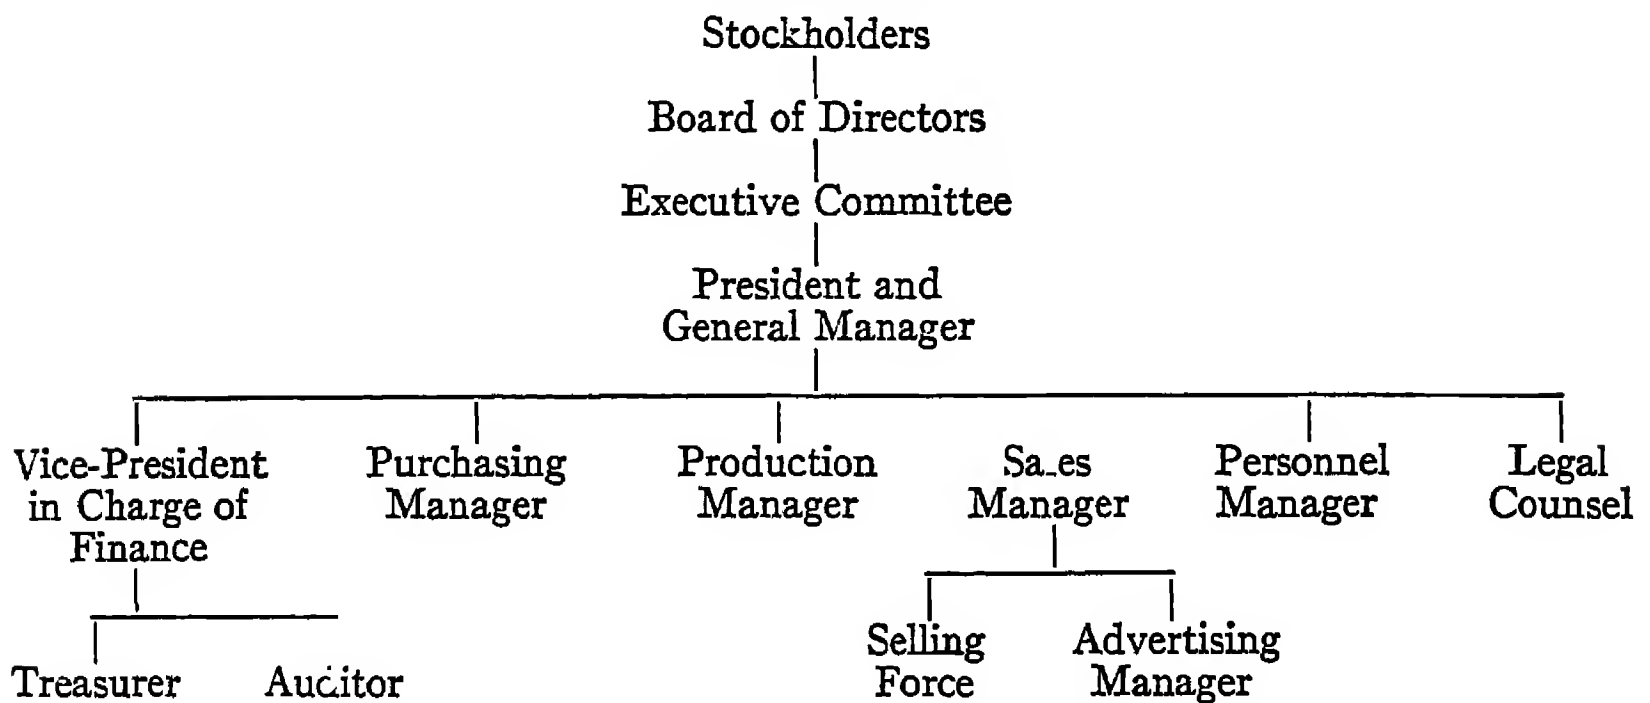 Stockholders
Board of Directors
Executive Committee
President and
General Manager
Vice-President
in Charge of
Finance
Purchasing
Manager
Production
Manager
Sales
Manager
Personnel
Manager
Legal
Counsel
Treasurer
Auditor
Selling
Force
Advertising
Manager